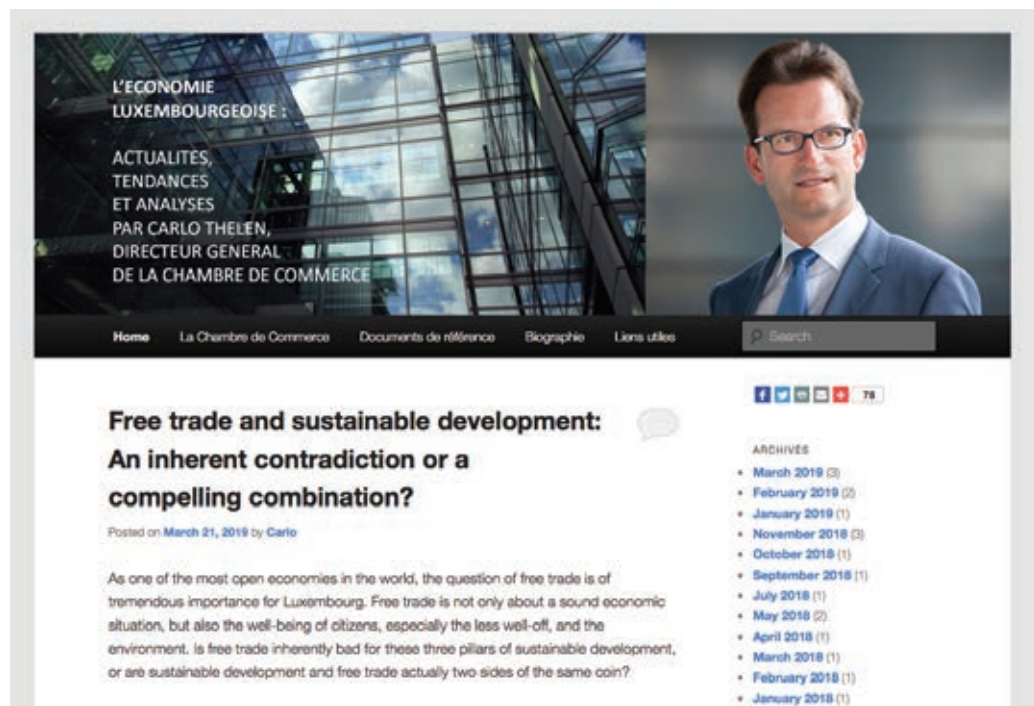 L'ECONOMIE
LUXEMBOURGEOISE :
ACTUALITES,
TENDANCES
ET ANALYSES
PAR CARLO THELEN,
DIRECTEUR GENERAL
DE LA CHAMBRE DE COMMERCE
Home La Chambre de Commerce Documents de référence Biographie Liens utiles Search
Free trade and sustainable development:
An inherent contradiction or a
compelling combination?
Posted on March 21, 2019 by Carlo
As one of the most open economies in the world, the question of free trade is of
tremendous importance for Luxembourg. Free trade is not only about a sound economic
situation, but also the well-being of citizens, especially the less well-off, and the
environment. Is free trade inherently bad for these three pillars of sustainable development,
or are sustainable development and free trade actually two sides of the same coin?
78
ARCHIVES
March 2019 (3)
February 2019 (2)
January 2019 (1)
November 2018 (3)
October 2018 (1)
September 2018 (1)
July 2018 (1)
May 2018 (2)
April 2018 (1)
March 2018 (1)
February 2018 (1)
January 2018 (1)